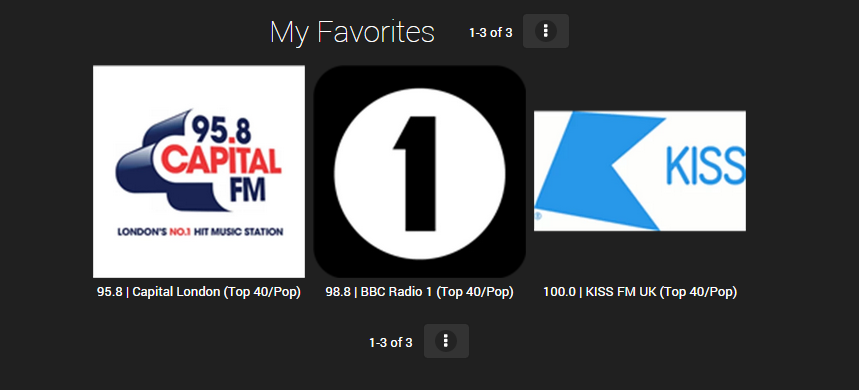 My Favorites
1-3 of 3
95.8
CAPITAL
FM
LONDON'S NO.1 HIT MUSIC STATION
1
KISS
®
95.8 | Capital London (Top 40/Pop)
98.8 | BBC Radio 1 (Top 40/Pop)
100.0 | KISS FM UK (Top 40/Pop)
1-3 of 3